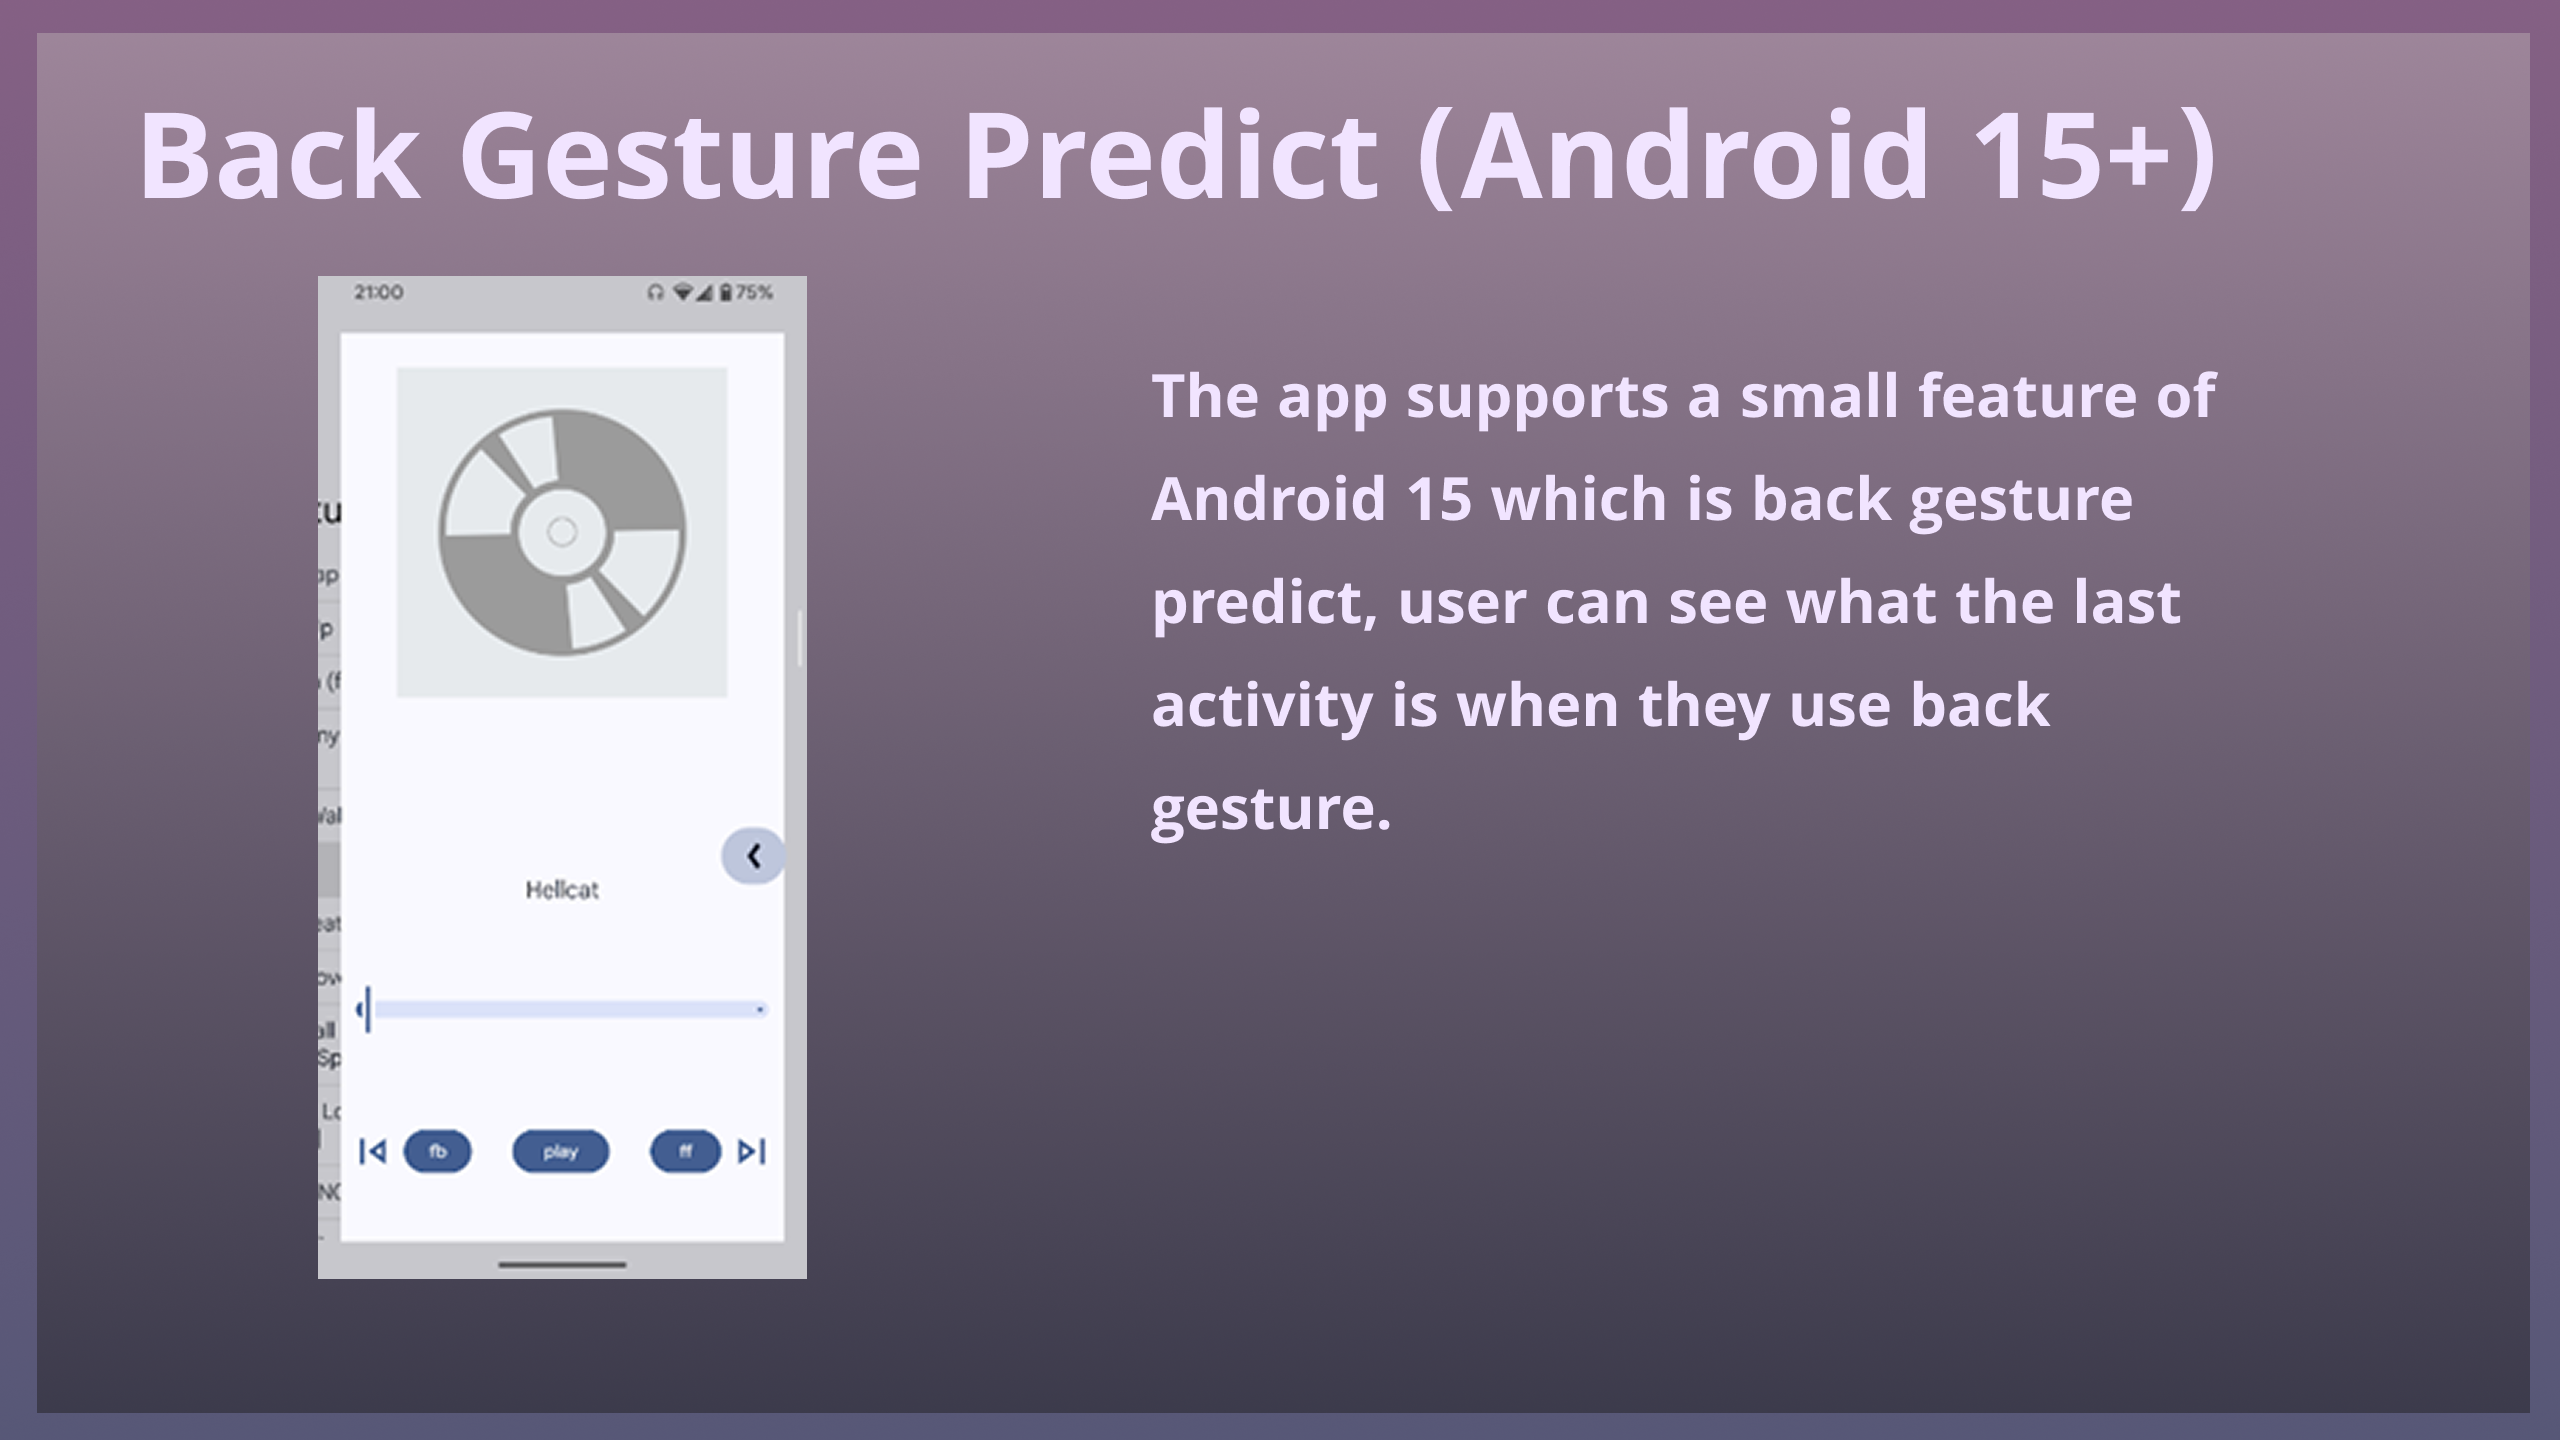 Back Gesture Predict (Android 15+)
21:00
75%
The app supports a small feature of
Android 15 which is back gesture
predict, user can see what the last
activity is when they use back
gesture.
Hellcat
fb
play
ff